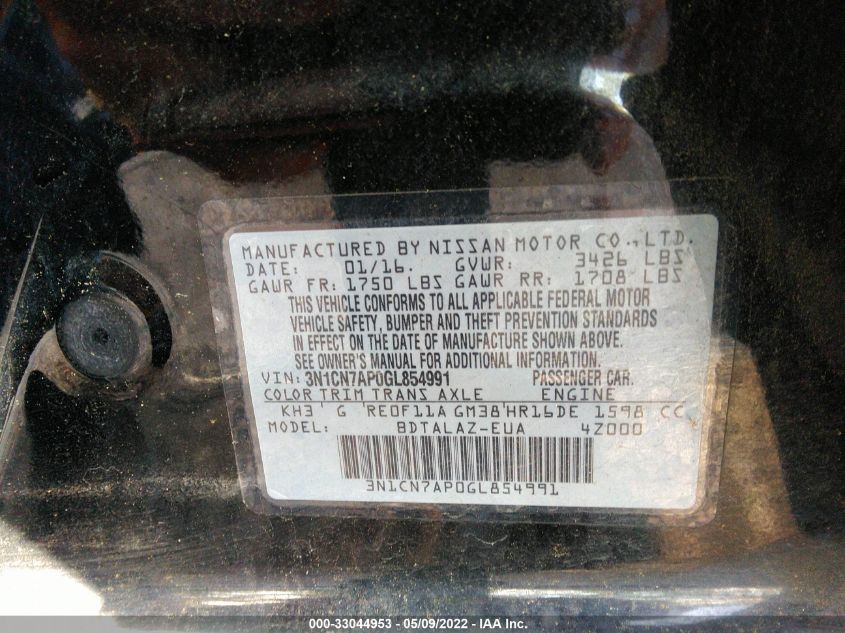 MANUFACTURED BY NISSAN MOTOR CO., LTD.
DATE: 01/16. GVWR: 3426 LBS
GAWR FR: 1750 LBS GAWR RR: 1708 LBS
THIS VEHICLE CONFORMS TO ALL APPLICABLE FEDERAL MOTOR
VEHICLE SAFETY, BUMPER AND THEFT PREVENTION STANDARDS
IN EFFECT ON THE DATE OF MANUFACTURE SHOWN ABOVE.
SEE OWNER'S MANUAL FOR ADDITIONAL INFORMATION.
VIN: 3N1CN7AP0GL854991 PASSENGER CAR.
COLOR TRIM TRANS AXLE ENGINE
KH3 ' G 'RE0F11A GM38'HR16DE 1598 CC
MODEL: BDTALAZ-EUA 4Z000
3N1CN7AP0GL854991
000-33044953 - 05/09/2022 - IAA Inc.